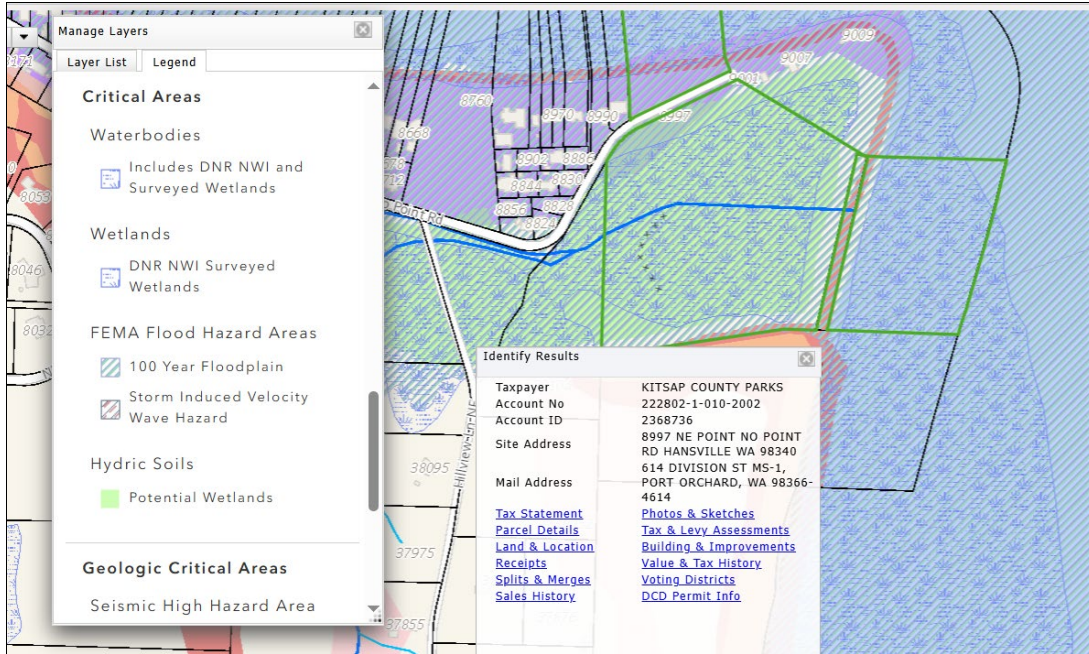 Manage Layers
Layer List
Legend
Critical Areas
Waterbodies
Includes DNR NWI and
Surveyed Wetlands
Wetlands
DNR NWI Surveyed
Wetlands
FEMA Flood Hazard Areas
100 Year Floodplain
Storm Induced Velocity
Wave Hazard
Hydric Soils
Potential Wetlands
Geologic Critical Areas
Seismic High Hazard Area
8171
8053
8046
8032
8760
8668
8970
8990
8997
9007
9009
8902
8886
8844
8830
8856
8828
8824
Point Rd
Hillview-Ln-NE
38095
37975
37855
Identify Results
Taxpayer KITSAP COUNTY PARKS
Account No 222802-1-010-2002
Account ID 2368736
Site Address 8997 NE POINT NO POINT
RD HANSVILLE WA 98340
Mail Address 614 DIVISION ST MS-1,
PORT ORCHARD, WA 98366-
4614
Tax Statement Photos & Sketches
Parcel Details Tax & Levy Assessments
Land & Location Building & Improvements
Receipts Value & Tax History
Splits & Merges Voting Districts
Sales History DCD Permit Info